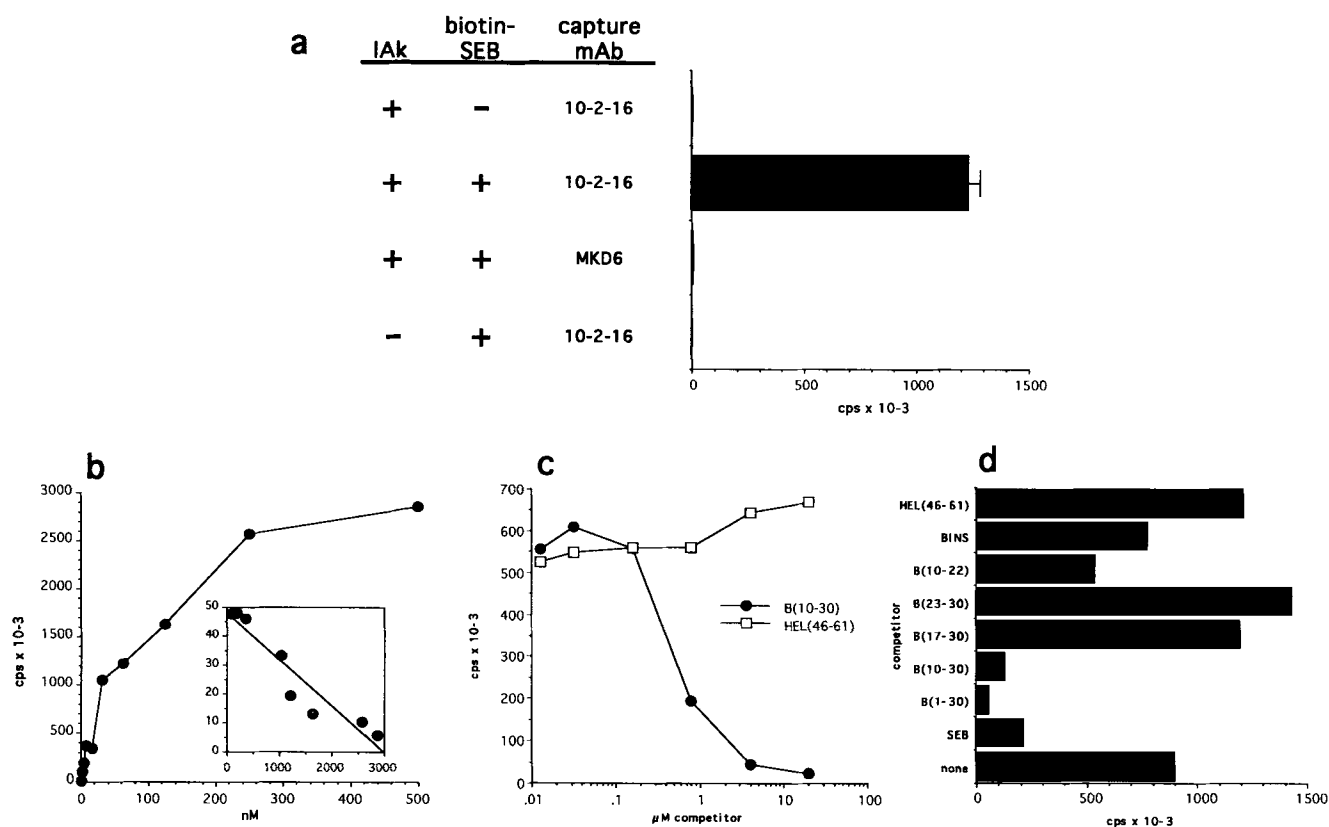 a
IAk biotin-SEB capture mAb
+ - 10-2-16
+ + 10-2-16
+ + MKD6
- + 10-2-16
0 500 1000 1500
cps x 10-3
b
3000
2500
2000
1500
1000
500
0
cps x 10-3
50
40
30
20
10
0
0 1000 2000 3000
0 100 200 300 400 500
nM
c
700
600
500
400
300
200
100
0
cps x 10-3
B(10-30)
HEL(46-61)
.01 .1 1 10 100
µM competitor
d
competitor
HEL(46-61)
BINS
B(10-22)
B(23-30)
B(17-30)
B(10-30)
B(1-30)
SEB
none
0 500 1000 1500
cps x 10-3